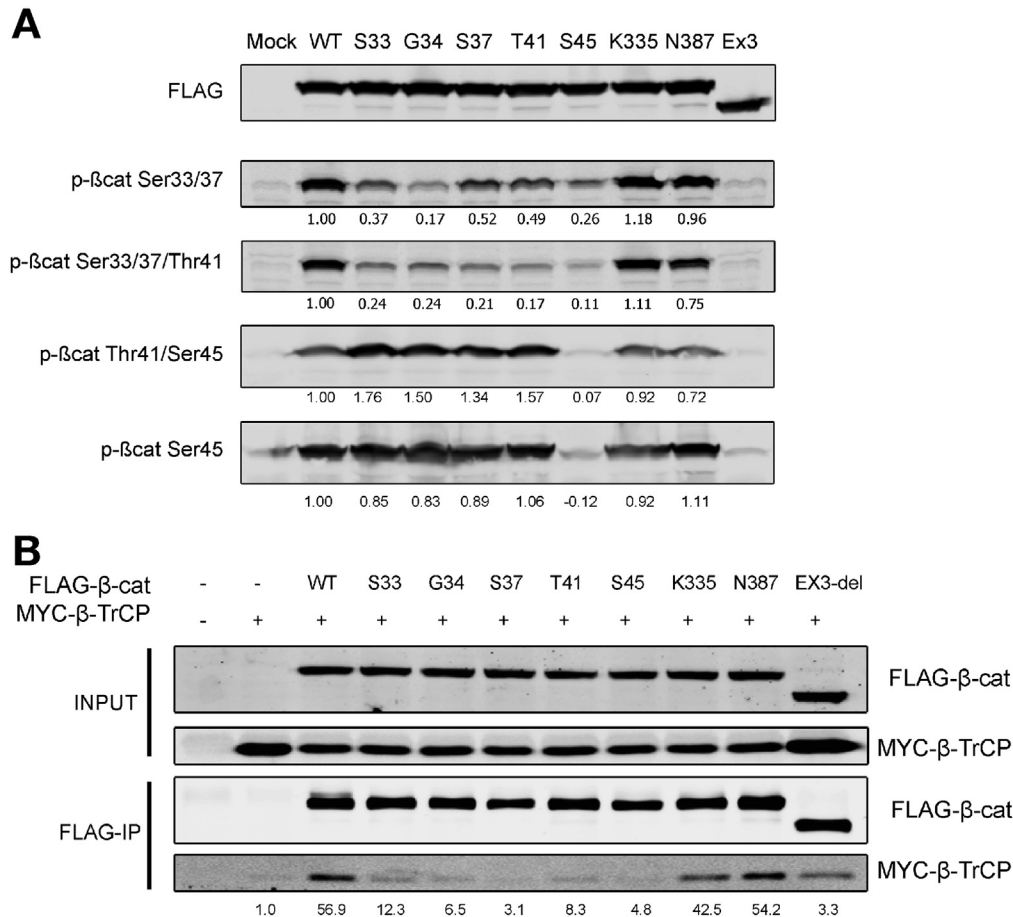 A
Mock WT S33 G34 S37 T41 S45 K335 N387 Ex3
FLAG
p-ßcat Ser33/37
1.00 0.37 0.17 0.52 0.49 0.26 1.18 0.96
p-ßcat Ser33/37/Thr41
1.00 0.24 0.24 0.21 0.17 0.11 1.11 0.75
p-ßcat Thr41/Ser45
1.00 1.76 1.50 1.34 1.57 0.07 0.92 0.72
p-ßcat Ser45
1.00 0.85 0.83 0.89 1.06 -0.12 0.92 1.11
B
FLAG-β-cat - - WT S33 G34 S37 T41 S45 K335 N387 EX3-del
MYC-β-TrCP - + + + + + + + + + +
INPUT
FLAG-β-cat
MYC-β-TrCP
FLAG-IP
FLAG-β-cat
MYC-β-TrCP
1.0 56.9 12.3 6.5 3.1 8.3 4.8 42.5 54.2 3.3